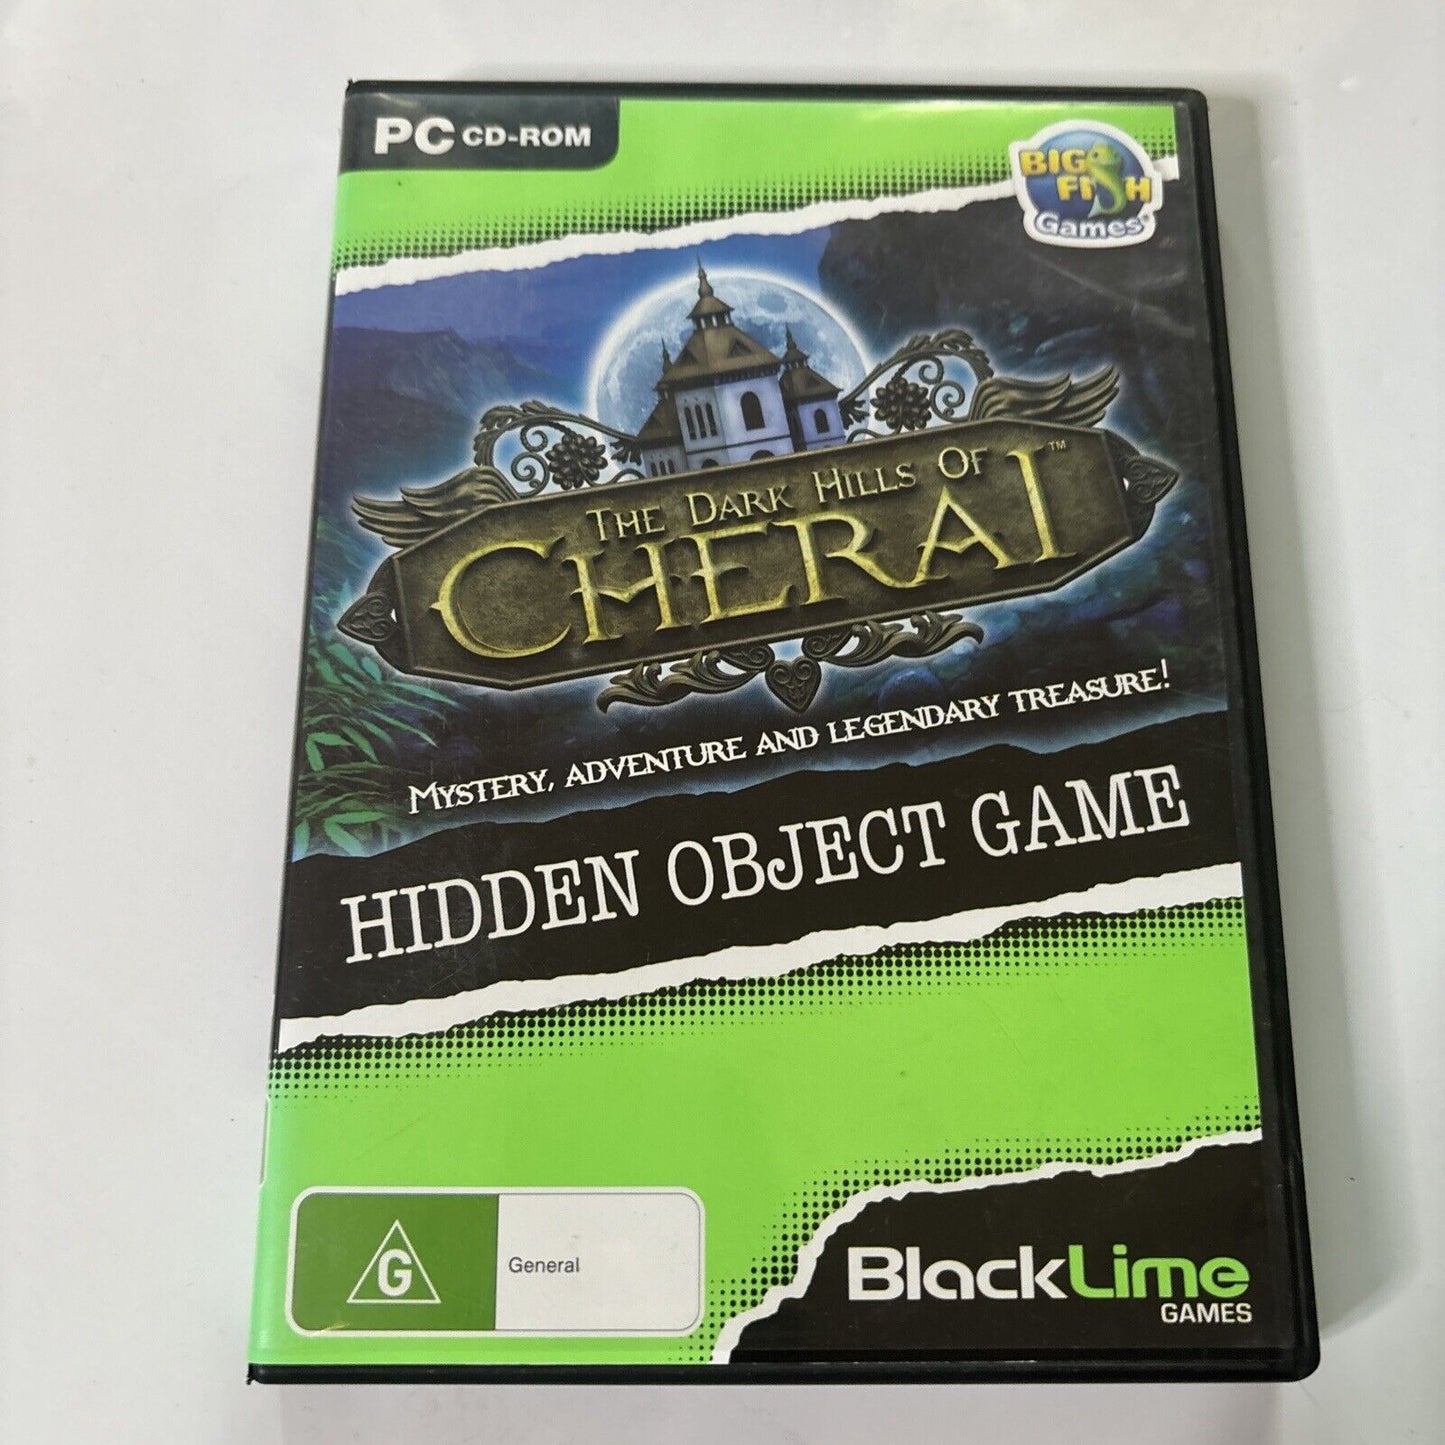 PC CD-ROM
BIG FISH Games®
THE DARK HILLS OF
CHERAI™
MYSTERY, ADVENTURE AND LEGENDARY TREASURE!
HIDDEN OBJECT GAME
G
General
BlackLime
GAMES